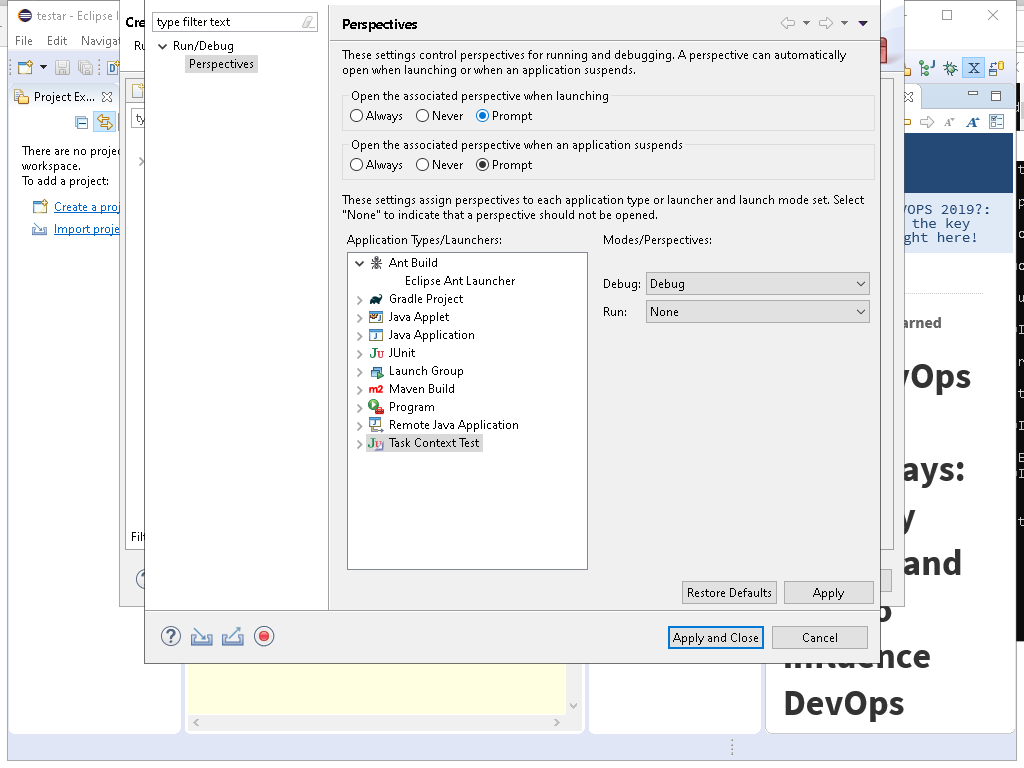 testar - Eclipse I
File Edit Navigat
Project Ex...
There are no proje
workspace.
To add a project:
Create a proj
Import proje
Cre
Ru
ty
Filt
type filter text
Run/Debug
Perspectives
Perspectives
These settings control perspectives for running and debugging. A perspective can automatically
open when launching or when an application suspends.
Open the associated perspective when launching
Always Never Prompt
Open the associated perspective when an application suspends
Always Never Prompt
These settings assign perspectives to each application type or launcher and launch mode set. Select
"None" to indicate that a perspective should not be opened.
Application Types/Launchers:
Ant Build
Eclipse Ant Launcher
Gradle Project
Java Applet
Java Application
JUnit
Launch Group
Maven Build
Program
Remote Java Application
Task Context Test
Modes/Perspectives:
Debug: Debug
Run: None
Restore Defaults Apply
Apply and Close Cancel
OPS 2019?:
the key
ght here!
arned
Ops
ays:
y
and
Influence
DevOps